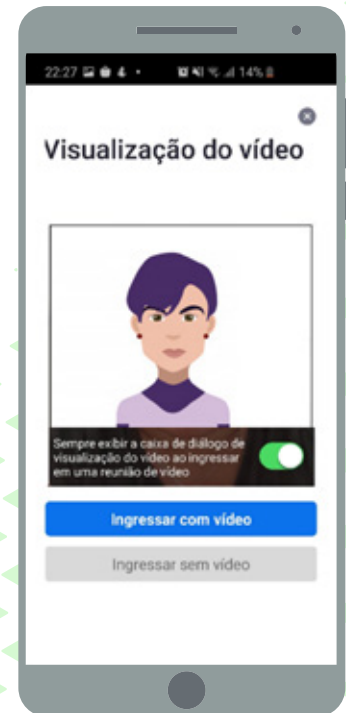 22:27 14%
Visualização do vídeo
Sempre exibir a caixa de diálogo de
visualização do vídeo ao ingressar
em uma reunião de vídeo
Ingressar com vídeo
Ingressar sem vídeo